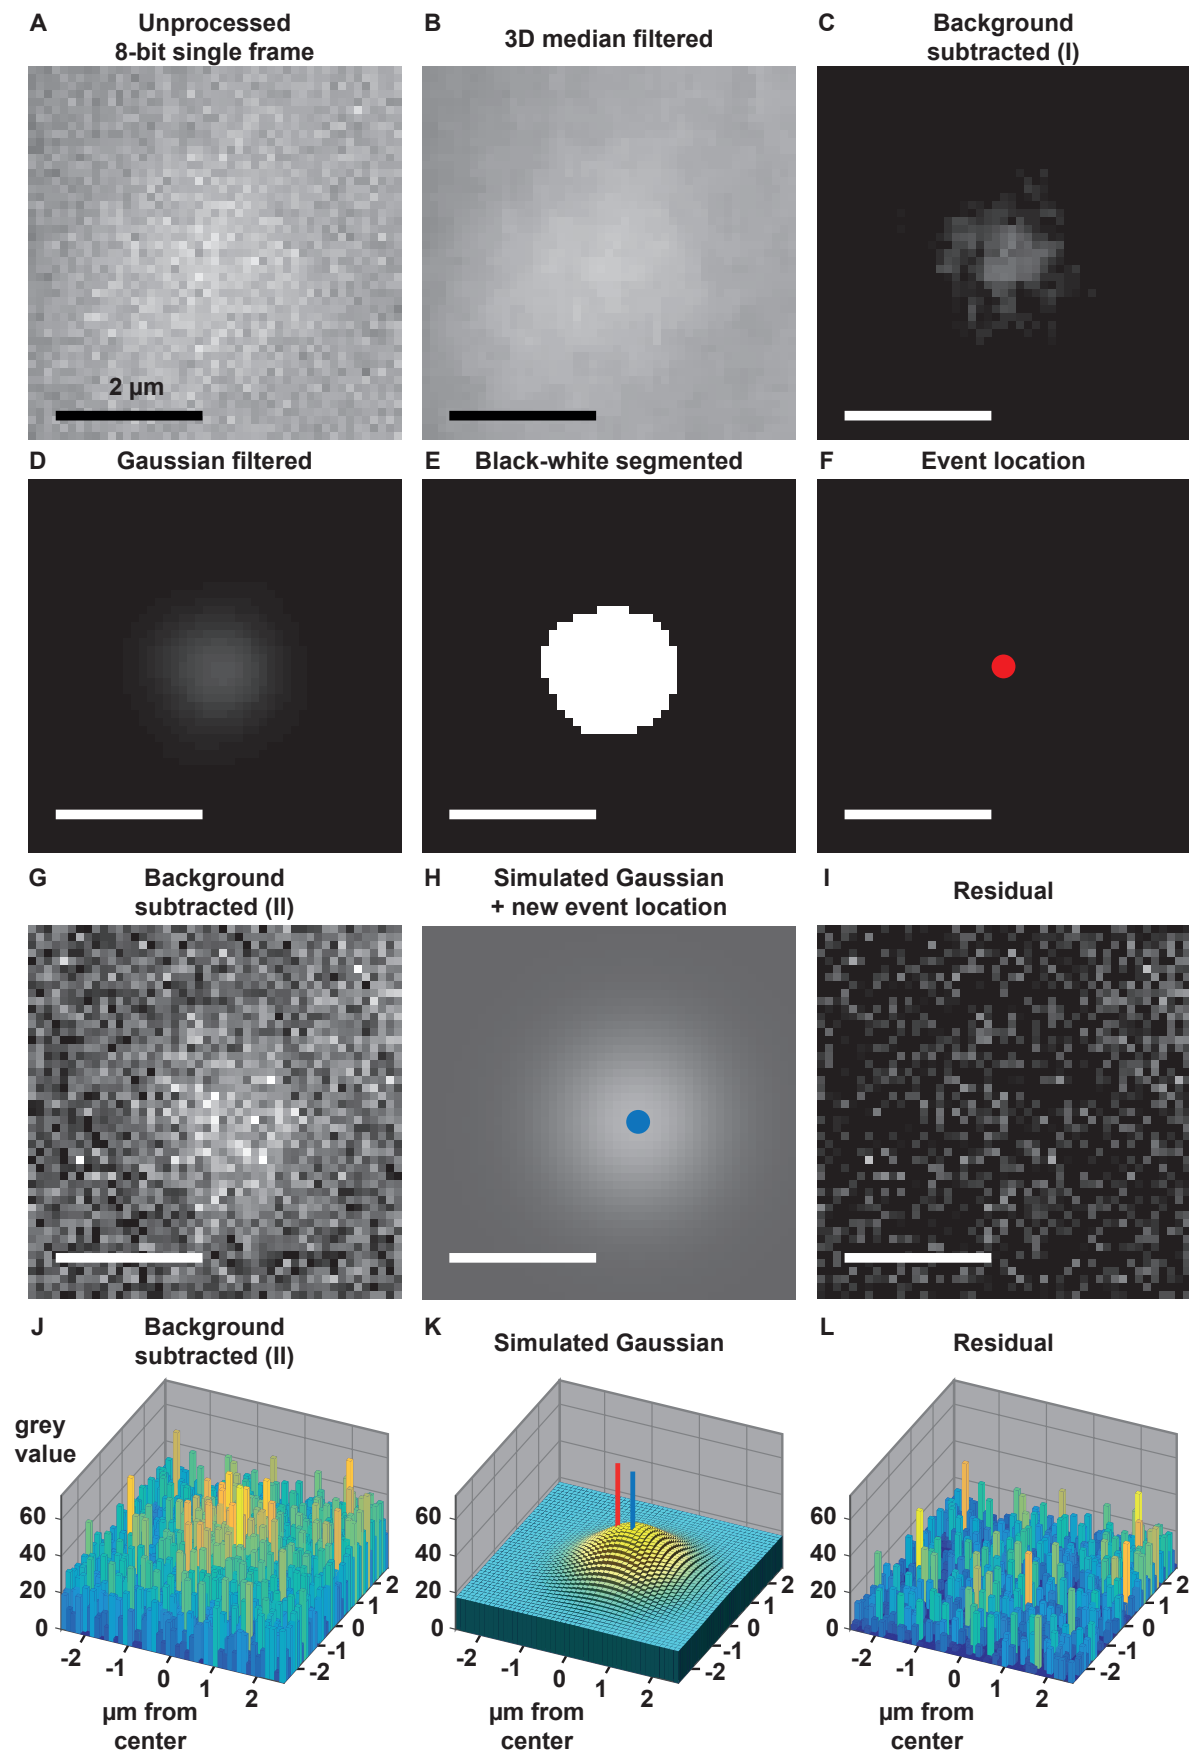 A
Unprocessed
8-bit single frame
B
3D median filtered
C
Background
subtracted (I)
2 µm
D
Gaussian filtered
E
Black-white segmented
F
Event location
G
Background
subtracted (II)
H
Simulated Gaussian
+ new event location
I
Residual
J
Background
subtracted (II)
K
Simulated Gaussian
L
Residual
grey
value
60
40
20
0
-2
-1
0
1
2
2
1
0
-1
-2
µm from
center
60
40
20
0
-2
-1
0
1
2
2
1
0
-1
-2
µm from
center
60
40
20
0
-2
-1
0
1
2
2
1
0
-1
-2
µm from
center